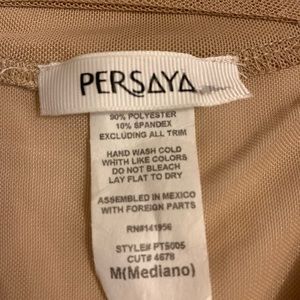 PERSAYA
90% POLYESTER
10% SPANDEX
EXCLUDING ALL TRIM
HAND WASH COLD
WHITH LIKE COLORS
DO NOT BLEACH
LAY FLAT TO DRY
ASSEMBLED IN MEXICO
WITH FOREIGN PARTS
RN#141956
STYLE# PT5005
CUT# 4678
M(Mediano)